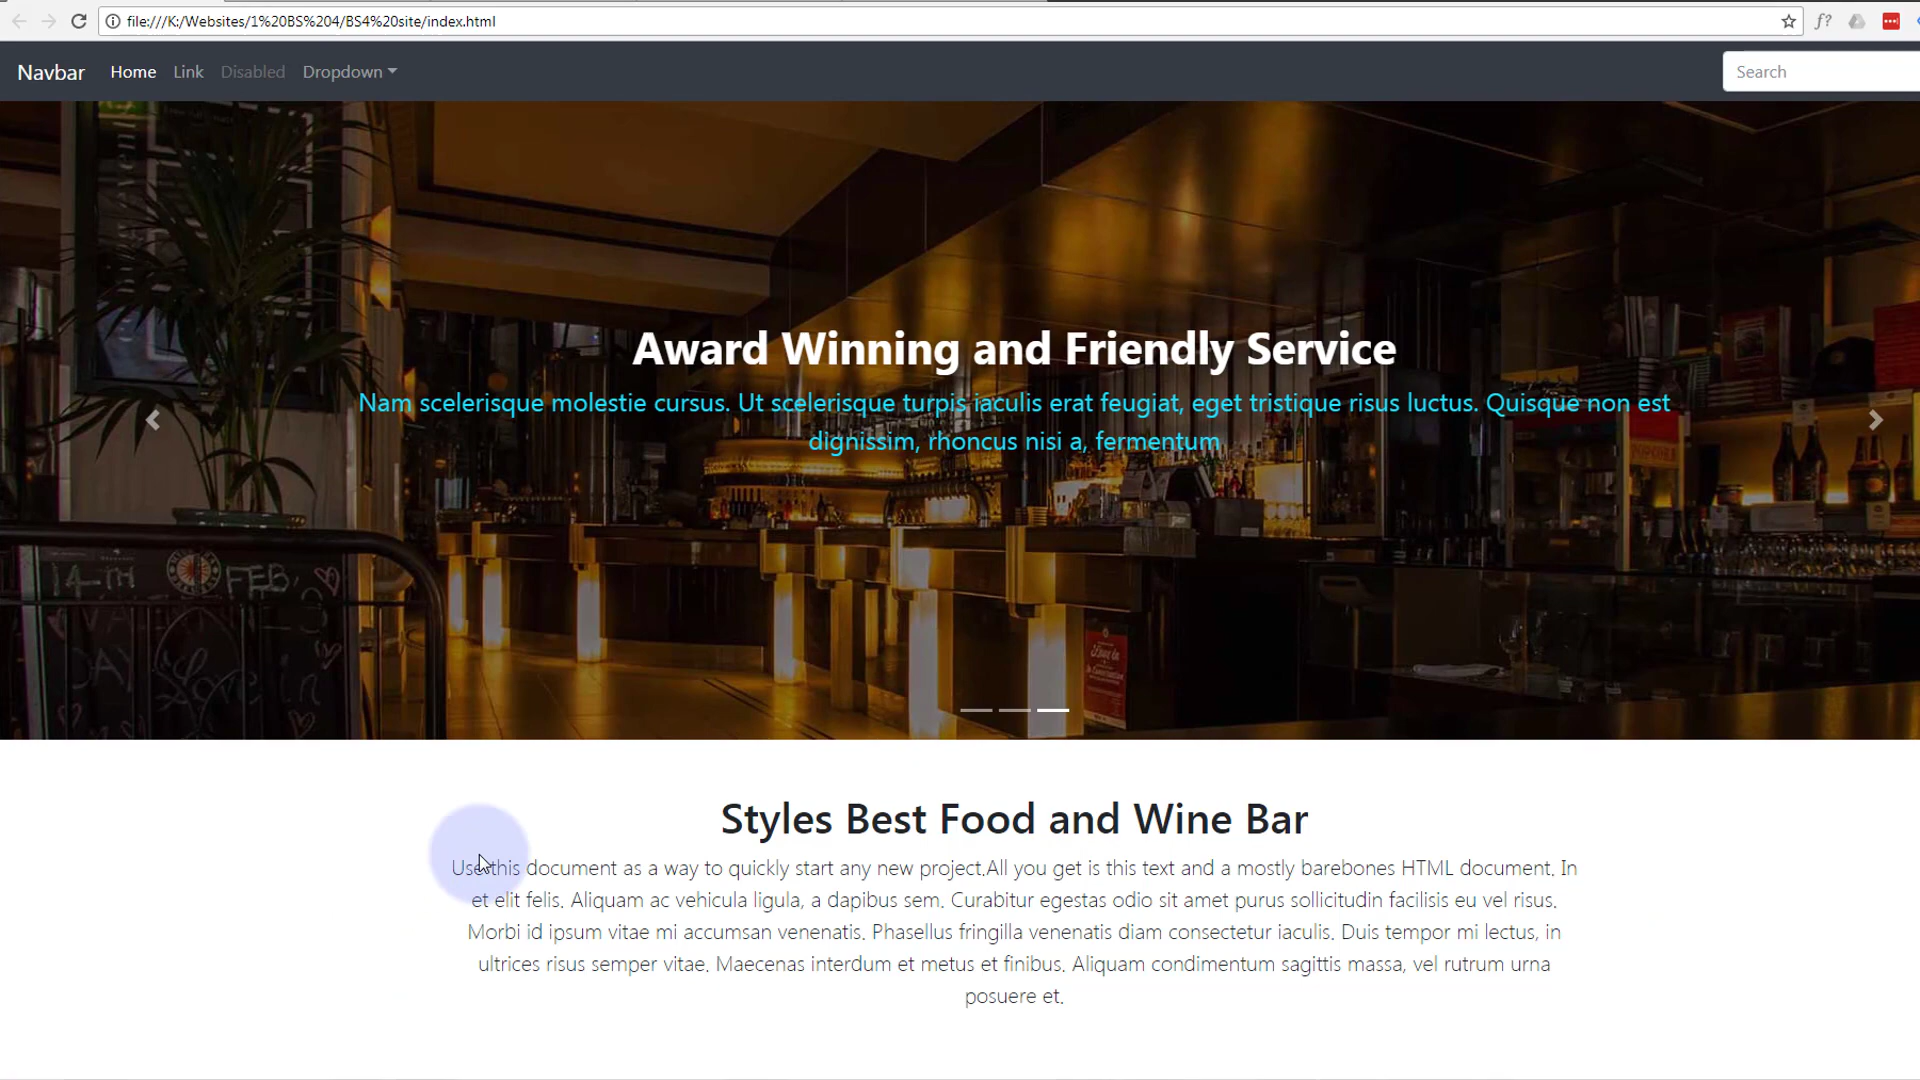 file:///K:/Websites/1%20BS%204/BS4%20site/index.html
f?
Navbar Home Link Disabled Dropdown Search
Award Winning and Friendly Service
Nam scelerisque molestie cursus. Ut scelerisque turpis iaculis erat feugiat, eget tristique risus luctus. Quisque non est
dignissim, rhoncus nisi a, fermentum
POPCORN
14-TH FEB.
DAY
Styles Best Food and Wine Bar
Use this document as a way to quickly start any new project.All you get is this text and a mostly barebones HTML document. In
et elit felis. Aliquam ac vehicula ligula, a dapibus sem. Curabitur egestas odio sit amet purus sollicitudin facilisis eu vel risus.
Morbi id ipsum vitae mi accumsan venenatis. Phasellus fringilla venenatis diam consectetur iaculis. Duis tempor mi lectus, in
ultrices risus semper vitae. Maecenas interdum et metus et finibus. Aliquam condimentum sagittis massa, vel rutrum urna
posuere et.